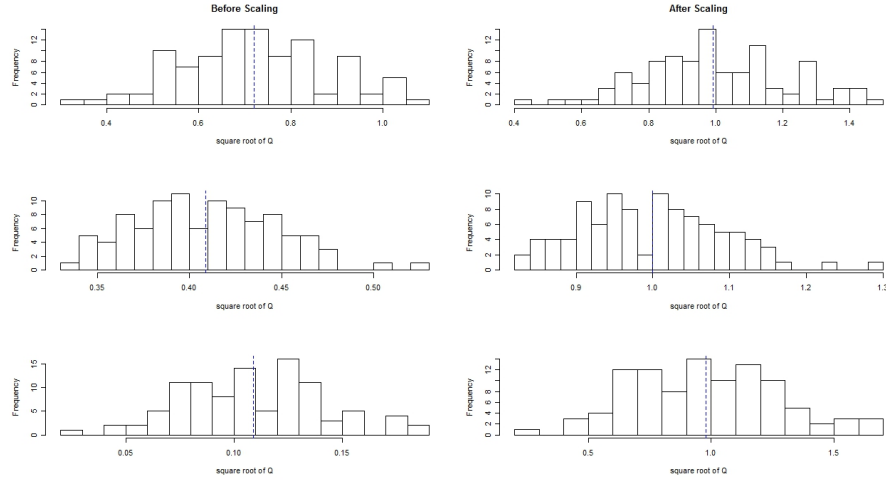 Before Scaling
After Scaling
Frequency
0 2 4 6 8 12
0.4 0.6 0.8 1.0
square root of Q
Frequency
0 2 4 6 8 12
0.4 0.6 0.8 1.0 1.2 1.4
square root of Q
Frequency
0 2 4 6 8 10
0.35 0.40 0.45 0.50
square root of Q
Frequency
0 2 4 6 8 10
0.9 1.0 1.1 1.2 1.3
square root of Q
Frequency
0 5 10 15
0.05 0.10 0.15
square root of Q
Frequency
0 2 4 6 8 12
0.5 1.0 1.5
square root of Q